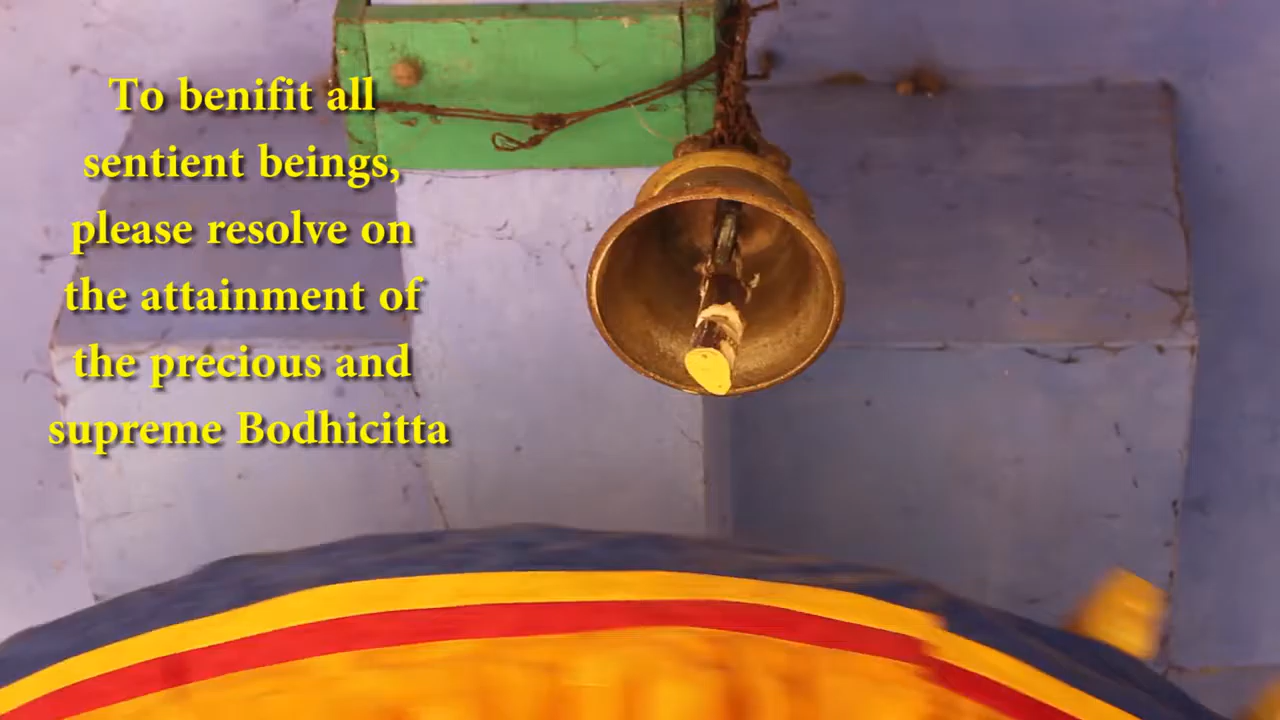 To benifit all
sentient beings,
please resolve on
the attainment of
the precious and
supreme Bodhicitta